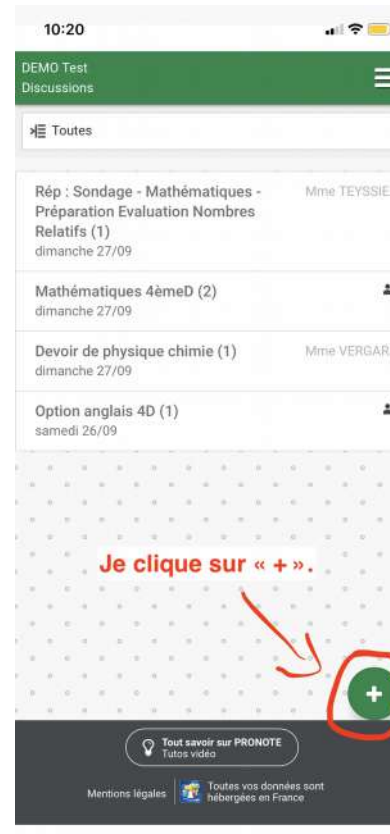 10:20
DEMO Test
Discussions
Toutes
Rép : Sondage - Mathématiques -
Mme TEYSSIE
Préparation Evaluation Nombres
Relatifs (1)
dimanche 27/09
Mathématiques 4èmeD (2)
dimanche 27/09
Devoir de physique chimie (1)
Mme VERGAR
dimanche 27/09
Option anglais 4D (1)
samedi 26/09
Je clique sur « + ».
+
Tout savoir sur PRONOTE
Tutos vidéo
Mentions légales
Toutes vos données sont
hébergées en France